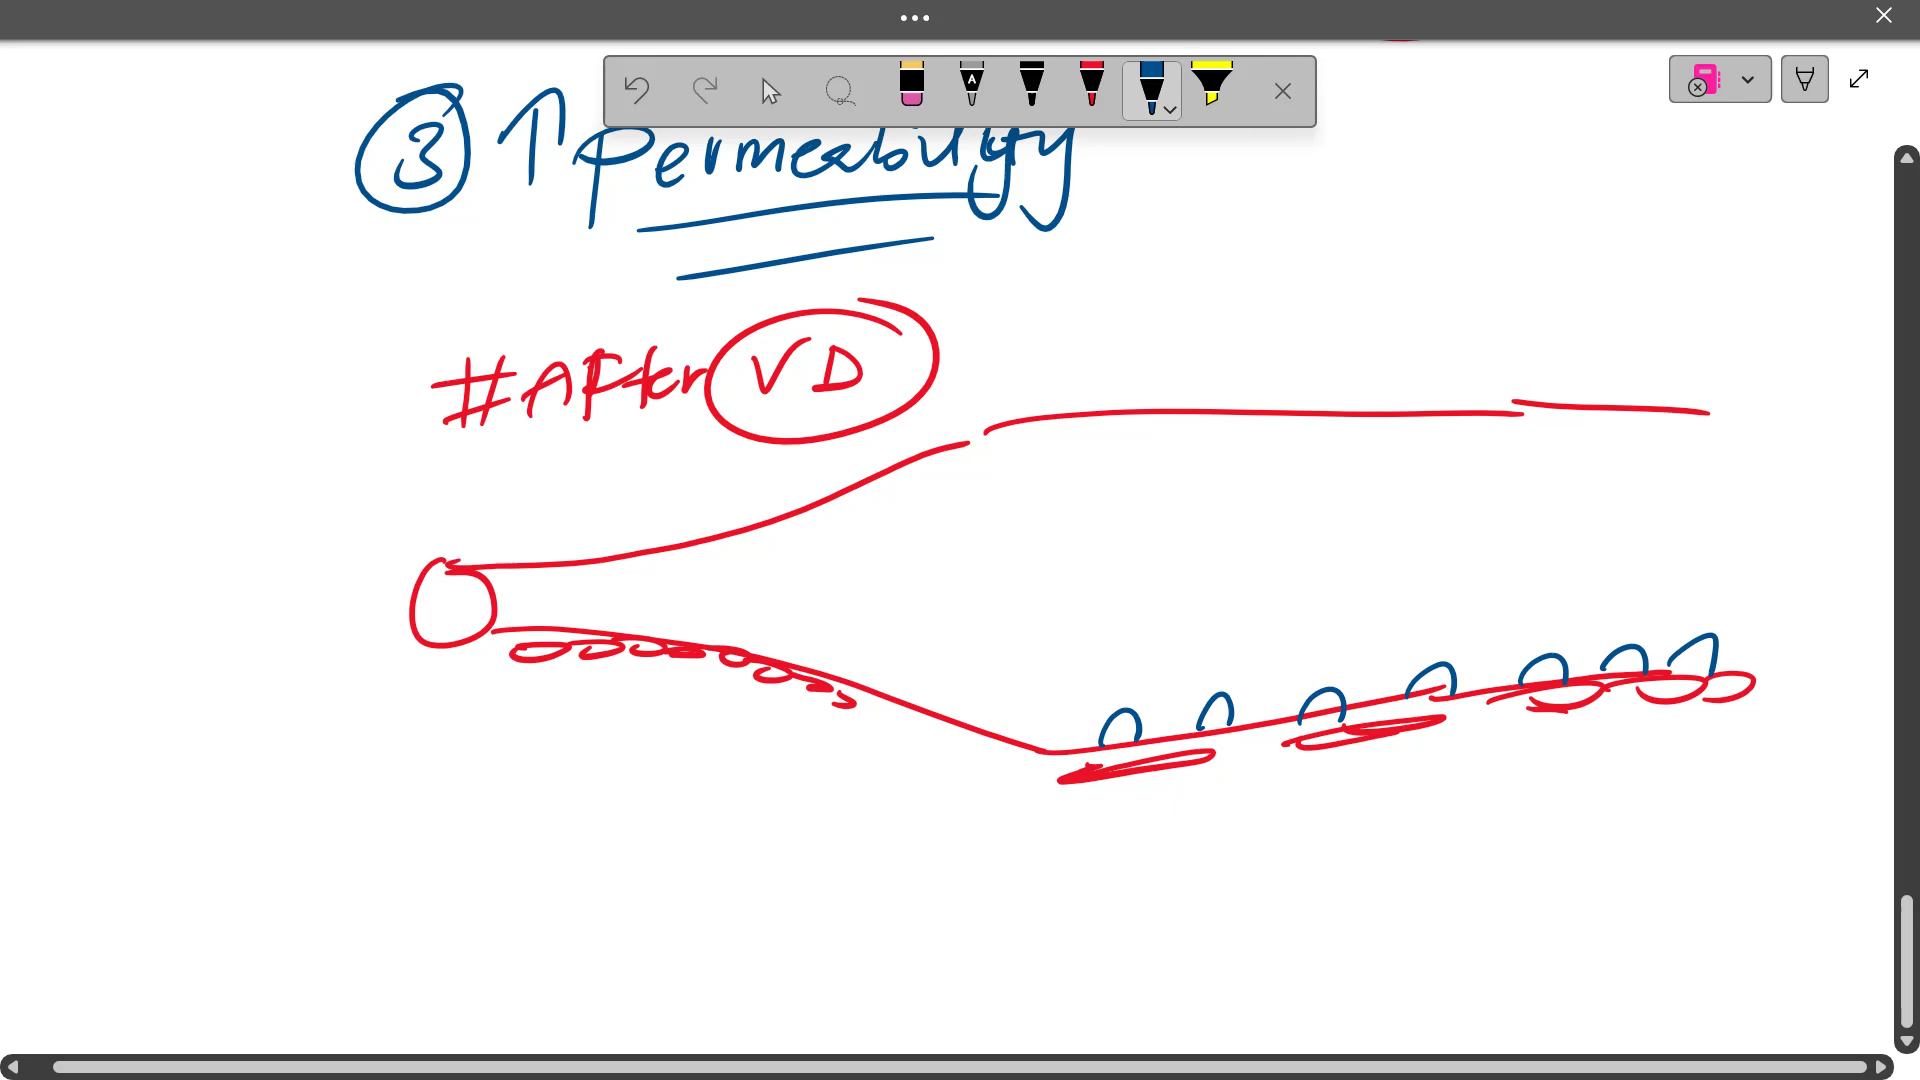 ③ ↑ Permeability
#After VD